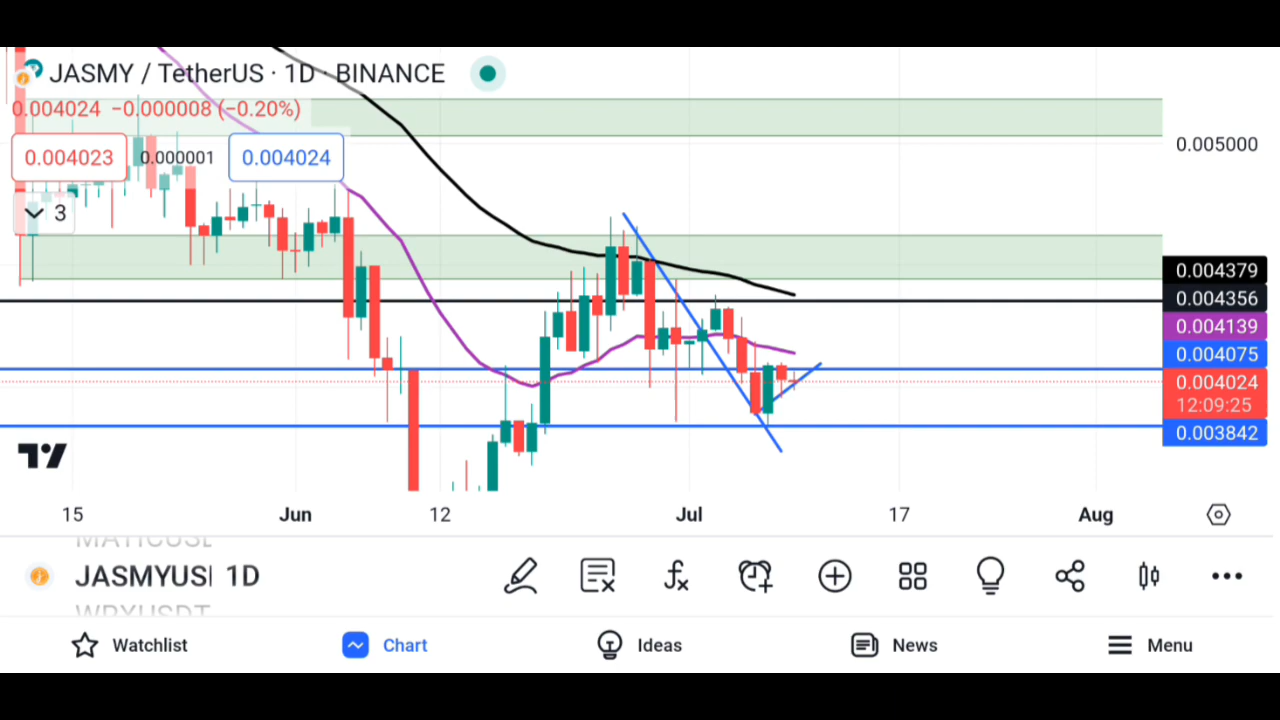 JASMY / TetherUS · 1D · BINANCE
0.004024 −0.000008 (−0.20%)
0.004023
0.000001
0.004024
3
0.005000
0.004379
0.004356
0.004139
0.004075
0.004024
12:09:25
0.003842
15
Jun
12
Jul
17
Aug
JASMYUS 1D
Watchlist
Chart
Ideas
News
Menu